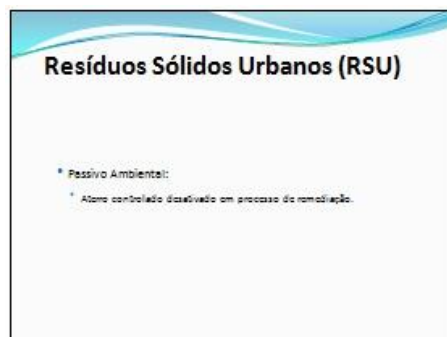 Resíduos Sólidos Urbanos (RSU)
Passivo Ambiental:
Aterro controlado desativado em processo de remediação.